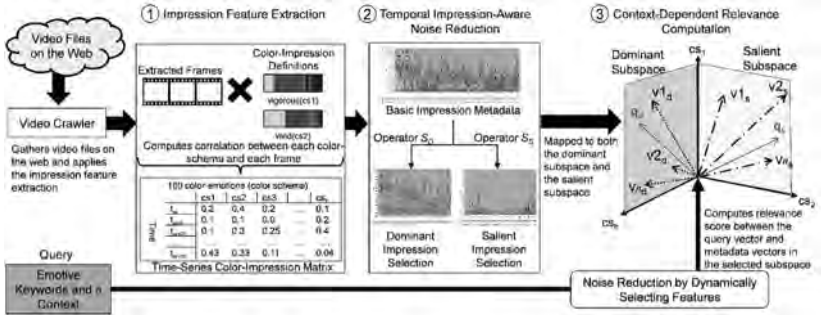 Video Files
on the Web
Video Crawler
Gathers video files on
the web and applies
the impression feature
extraction
Query
Emotive
Keywords and a
Context
1 Impression Feature Extraction
Extracted Frames
Color-Impression
Definitions
vigorous(cs1)
vivid(cs2)
Computes correlation between each color-
schema and each frame
color-emotions (color schema)
cs1 cs2 cs3 ....
Time
0.2 0.4 0.2 .... 0.1
0.1 0.1 0.0 .... 0.2
0.1 0.3 0.25 .... 0.4
0.43 0.33 0.11 .... 0.04
Time-Series Color-Impression Matrix
2 Temporal Impression-Aware
Noise Reduction
Basic Impression Metadata
Operator
Operator
Dominant
Impression
Selection
Salient
Impression
Selection
Mapped to both
the dominant
subspace and
the salient
subspace
3 Context-Dependent Relevance
Computation
Dominant
Subspace
cs1
Salient
Subspace
cs2
Computes relevance
score between the
query vector and
metadata vectors in
the selected subspace
Noise Reduction by Dynamically
Selecting Features